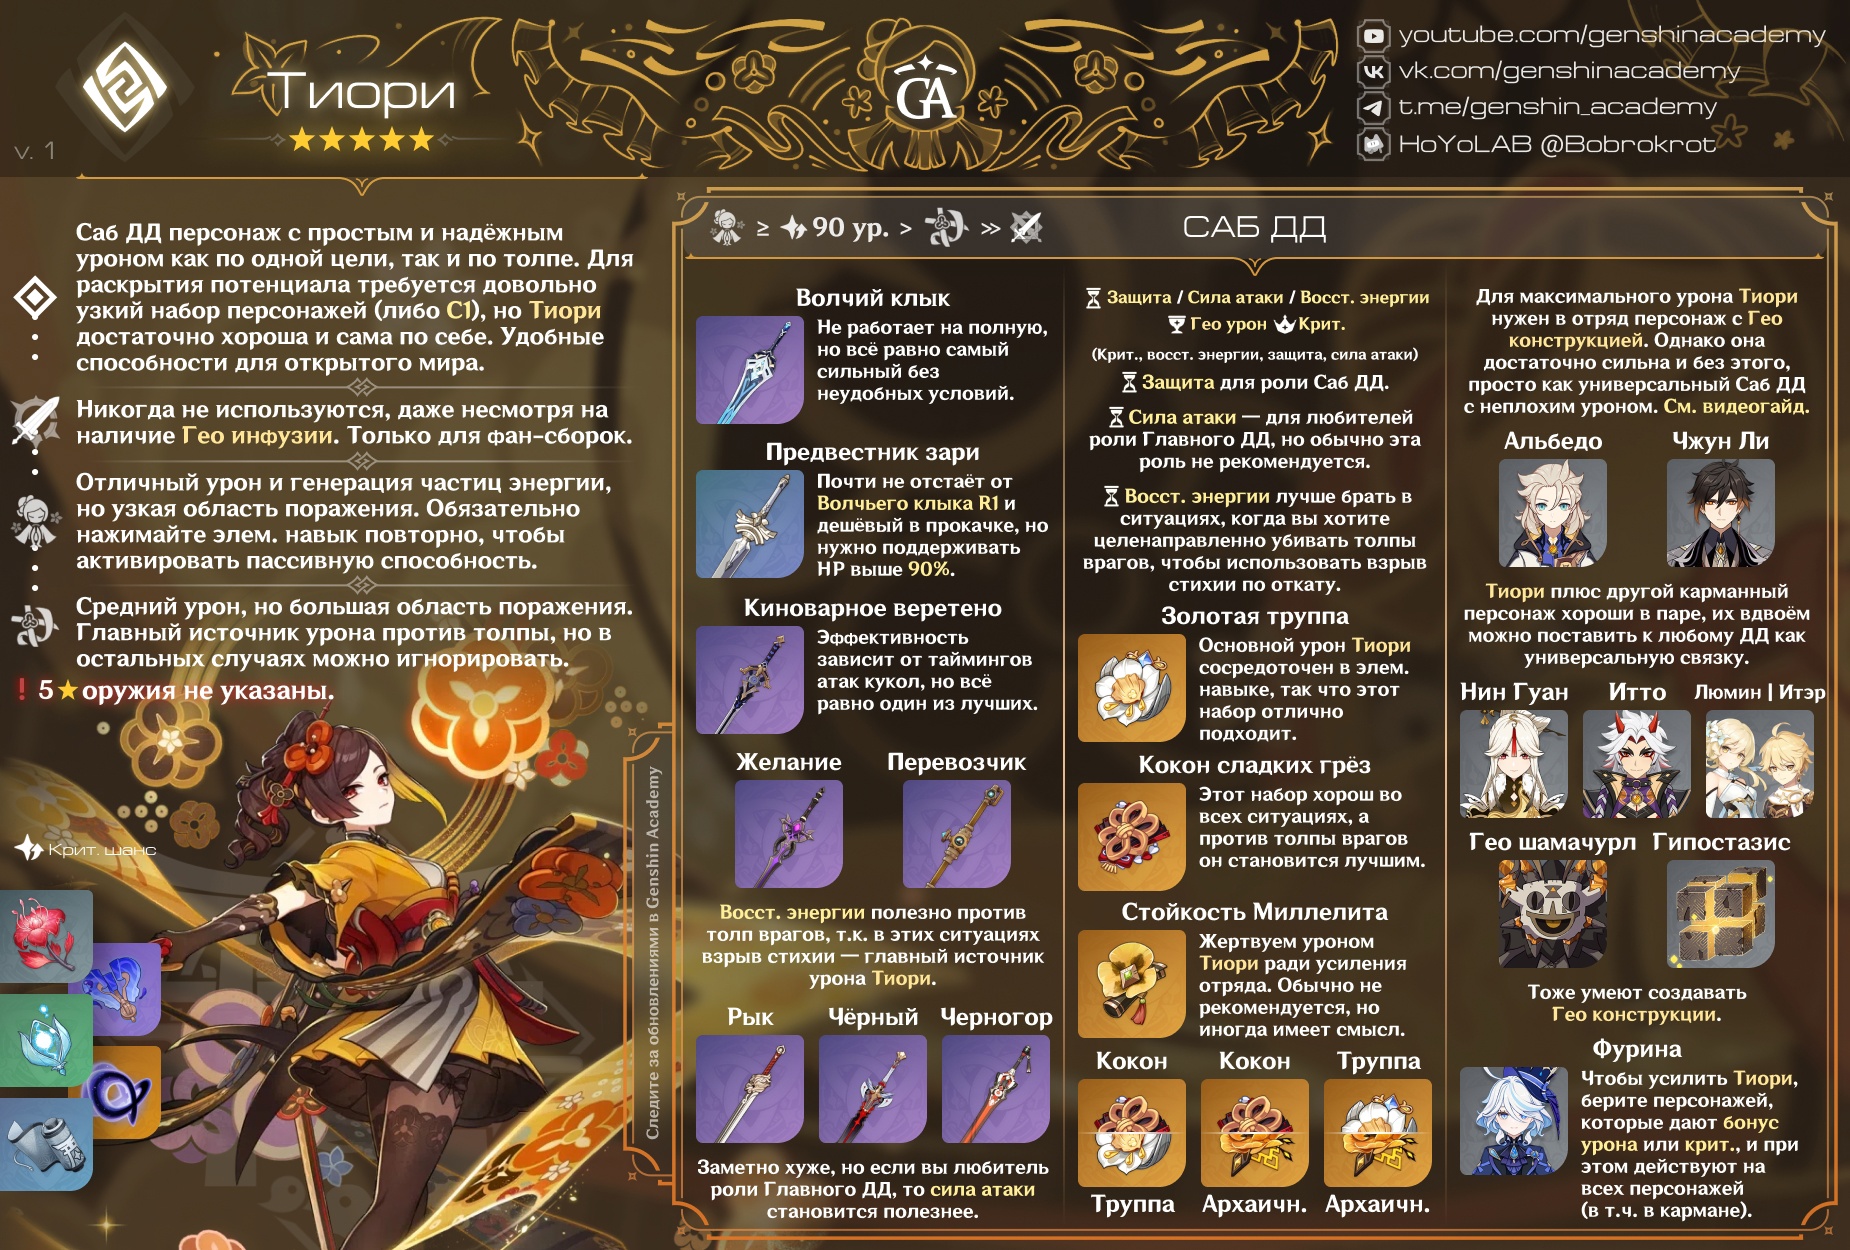 Тиори
v. 1
GA
youtube.com/genshinacademy
vk.com/genshinacademy
t.me/genshin_academy
HoYoLAB @Bobrokrot
Саб ДД персонаж с простым и надёжным
уроном как по одной цели, так и по толпе. Для
раскрытия потенциала требуется довольно
узкий набор персонажей (либо С1), но Тиори
достаточно хороша и сама по себе. Удобные
способности для открытого мира.
Никогда не используются, даже несмотря на
наличие Гео инфузии. Только для фан-сборок.
Отличный урон и генерация частиц энергии,
но узкая область поражения. Обязательно
нажимайте элем. навык повторно, чтобы
активировать пассивную способность.
Средний урон, но большая область поражения.
Главный источник урона против толпы, но в
остальных случаях можно игнорировать.
! 5★ оружия не указаны.
Крит. шанс
Следите за обновлениями в Genshin Academy
≥ 90 ур. > >>
САБ ДД
Волчий клык
Не работает на полную,
но всё равно самый
сильный без
неудобных условий.
Предвестник зари
Почти не отстаёт от
Волчьего клыка R1 и
дешёвый в прокачке, но
нужно поддерживать
HP выше 90%.
Киноварное веретено
Эффективность
зависит от таймингов
атак кукол, но всё
равно один из лучших.
Желание Перевозчик
Восст. энергии полезно против
толп врагов, т.к. в этих ситуациях
взрыв стихии — главный источник
урона Тиори.
Рык Чёрный Черногор
Заметно хуже, но если вы любитель
роли Главного ДД, то сила атаки
становится полезнее.
Защита / Сила атаки / Восст. энергии
Гео урон Крит.
(Крит., восст. энергии, защита, сила атаки)
Защита для роли Саб ДД.
Сила атаки — для любителей
роли Главного ДД, но обычно эта
роль не рекомендуется.
Восст. энергии лучше брать в
ситуациях, когда вы хотите
целенаправленно убивать толпы
врагов, чтобы использовать взрыв
стихии по откату.
Золотая труппа
Основной урон Тиори
сосредоточен в элем.
навыке, так что этот
набор отлично
подходит.
Кокон сладких грёз
Этот набор хорош во
всех ситуациях, а
против толпы врагов
он становится лучшим.
Стойкость Миллелита
Жертвуем уроном
Тиори ради усиления
отряда. Обычно не
рекомендуется, но
иногда имеет смысл.
Кокон Кокон Труппа
Труппа Архаичн. Архаичн.
Для максимального урона Тиори
нужен в отряд персонаж с Гео
конструкцией. Однако она
достаточно сильна и без этого,
просто как универсальный Саб ДД
с неплохим уроном. См. видеогайд.
Альбедо Чжун Ли
Тиори плюс другой карманный
персонаж хороши в паре, их вдвоём
можно поставить к любому ДД как
универсальную связку.
Нин Гуан Итто Люмин | Итэр
Гео шамачурл Гипостазис
Тоже умеют создавать
Гео конструкции.
Фурина
Чтобы усилить Тиори,
берите персонажей,
которые дают бонус
урона или крит., и при
этом действуют на
всех персонажей
(в т.ч. в кармане).